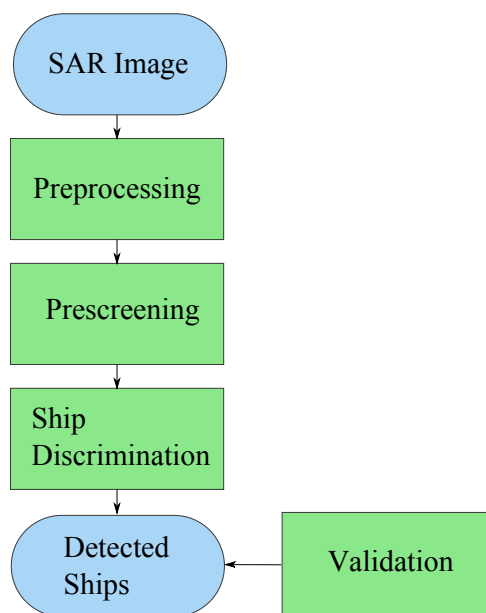 SAR Image
Preprocessing
Prescreening
Ship
Discrimination
Detected
Ships
Validation